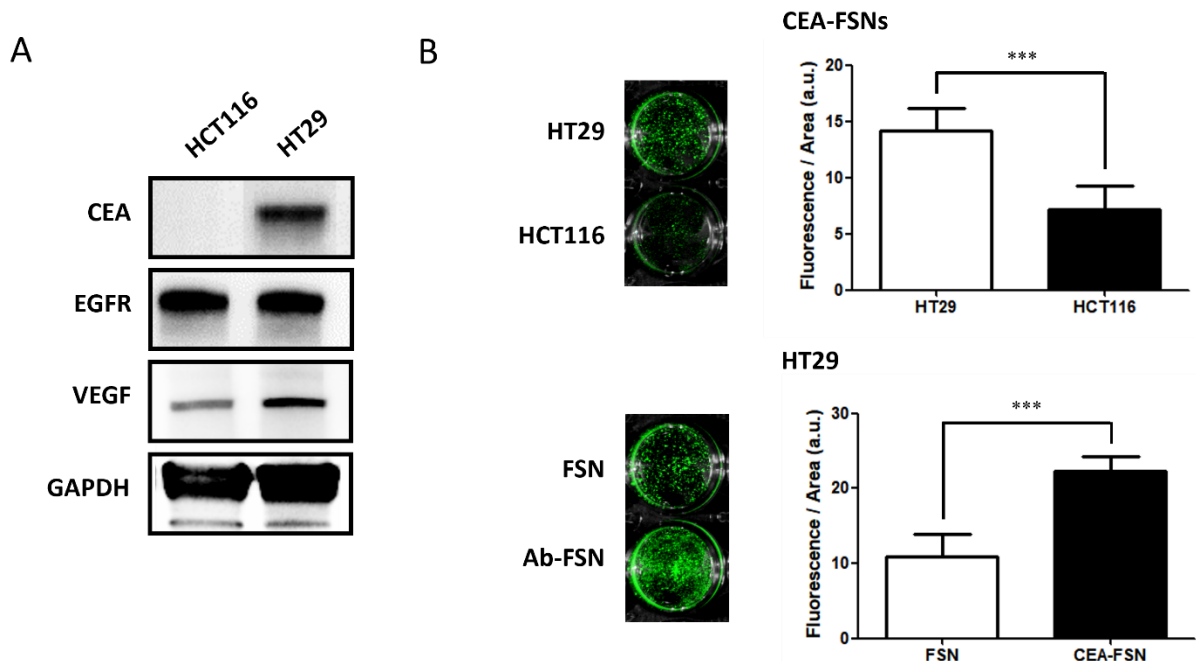 A
HCT116
HT29
CEA
EGFR
VEGF
GAPDH
B
HT29
HCT116
CEA-FSNs
***
Fluorescence / Area (a.u.)
20
15
10
5
0
HT29
HCT116
FSN
Ab-FSN
HT29
***
Fluorescence / Area (a.u.)
30
20
10
0
FSN
CEA-FSN